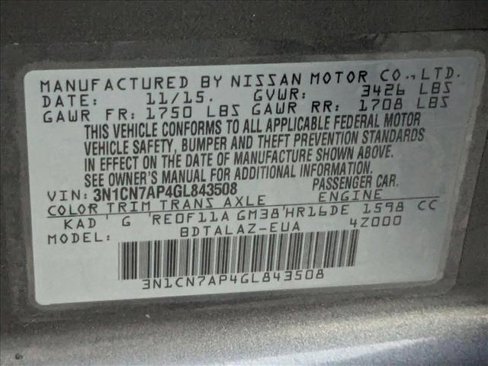 MANUFACTURED BY NISSAN MOTOR CO., LTD.
DATE: 11/15. GVWR: 3426 LBS
GAWR FR: 1750 LBS GAWR RR: 1708 LBS
THIS VEHICLE CONFORMS TO ALL APPLICABLE FEDERAL MOTOR
VEHICLE SAFETY, BUMPER AND THEFT PREVENTION STANDARDS
IN EFFECT ON THE DATE OF MANUFACTURE SHOWN ABOVE.
SEE OWNER'S MANUAL FOR ADDITIONAL INFORMATION.
VIN: 3N1CN7AP4GL843508 PASSENGER CAR.
COLOR TRIM TRANS AXLE ENGINE
KAD G 'RE0F11A GM38'HR16DE 1598 CC
MODEL: BDTALAZ-EUA 4Z000
3N1CN7AP4GL843508